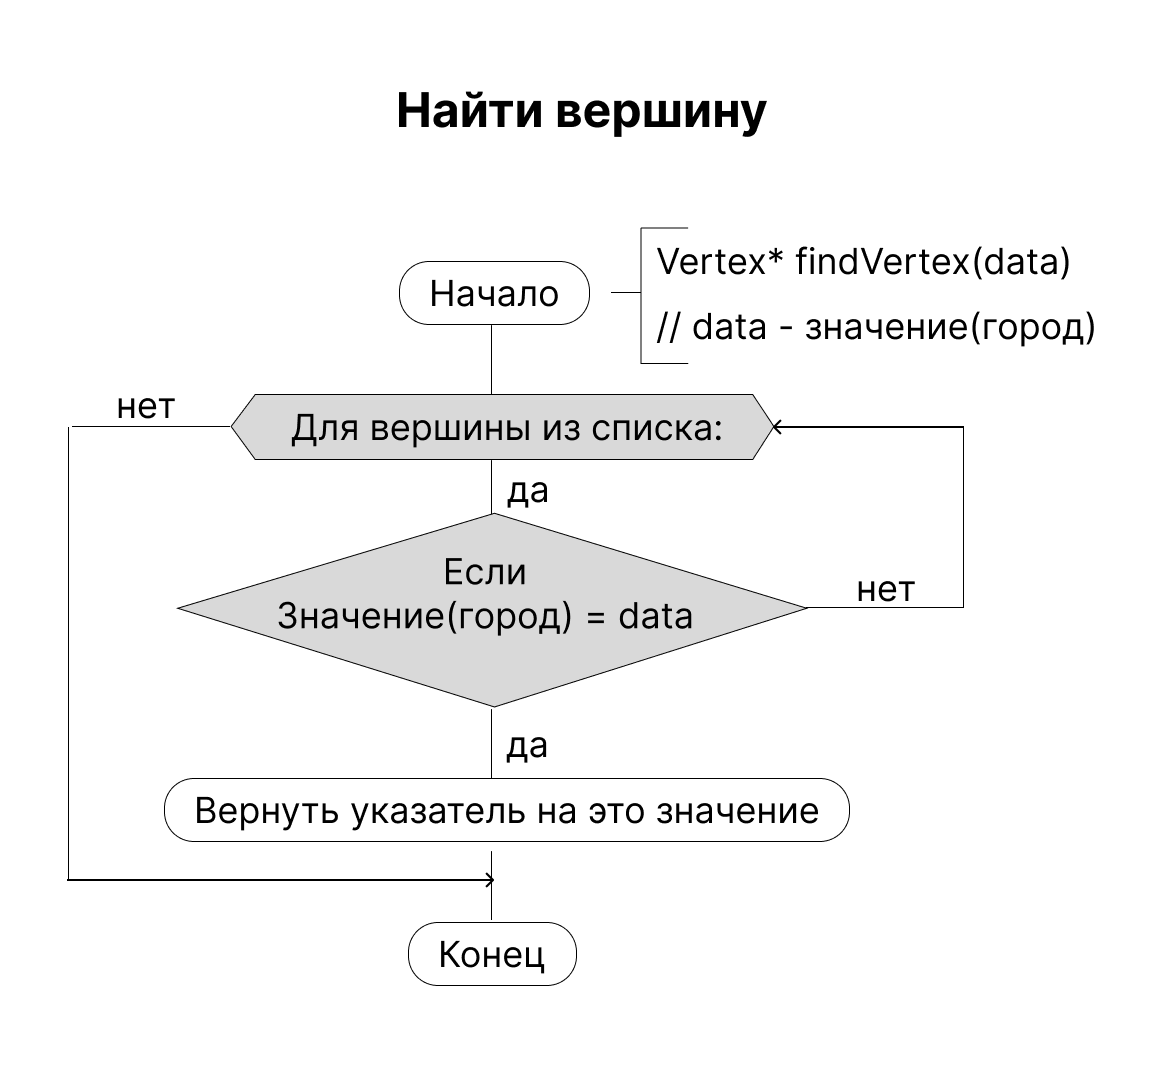 Найти вершину
Vertex* findVertex(data)
Начало
// data - значение(город)
нет
Для вершины из списка:
да
Если
Значение(город) = data
нет
да
Вернуть указатель на это значение
Конец